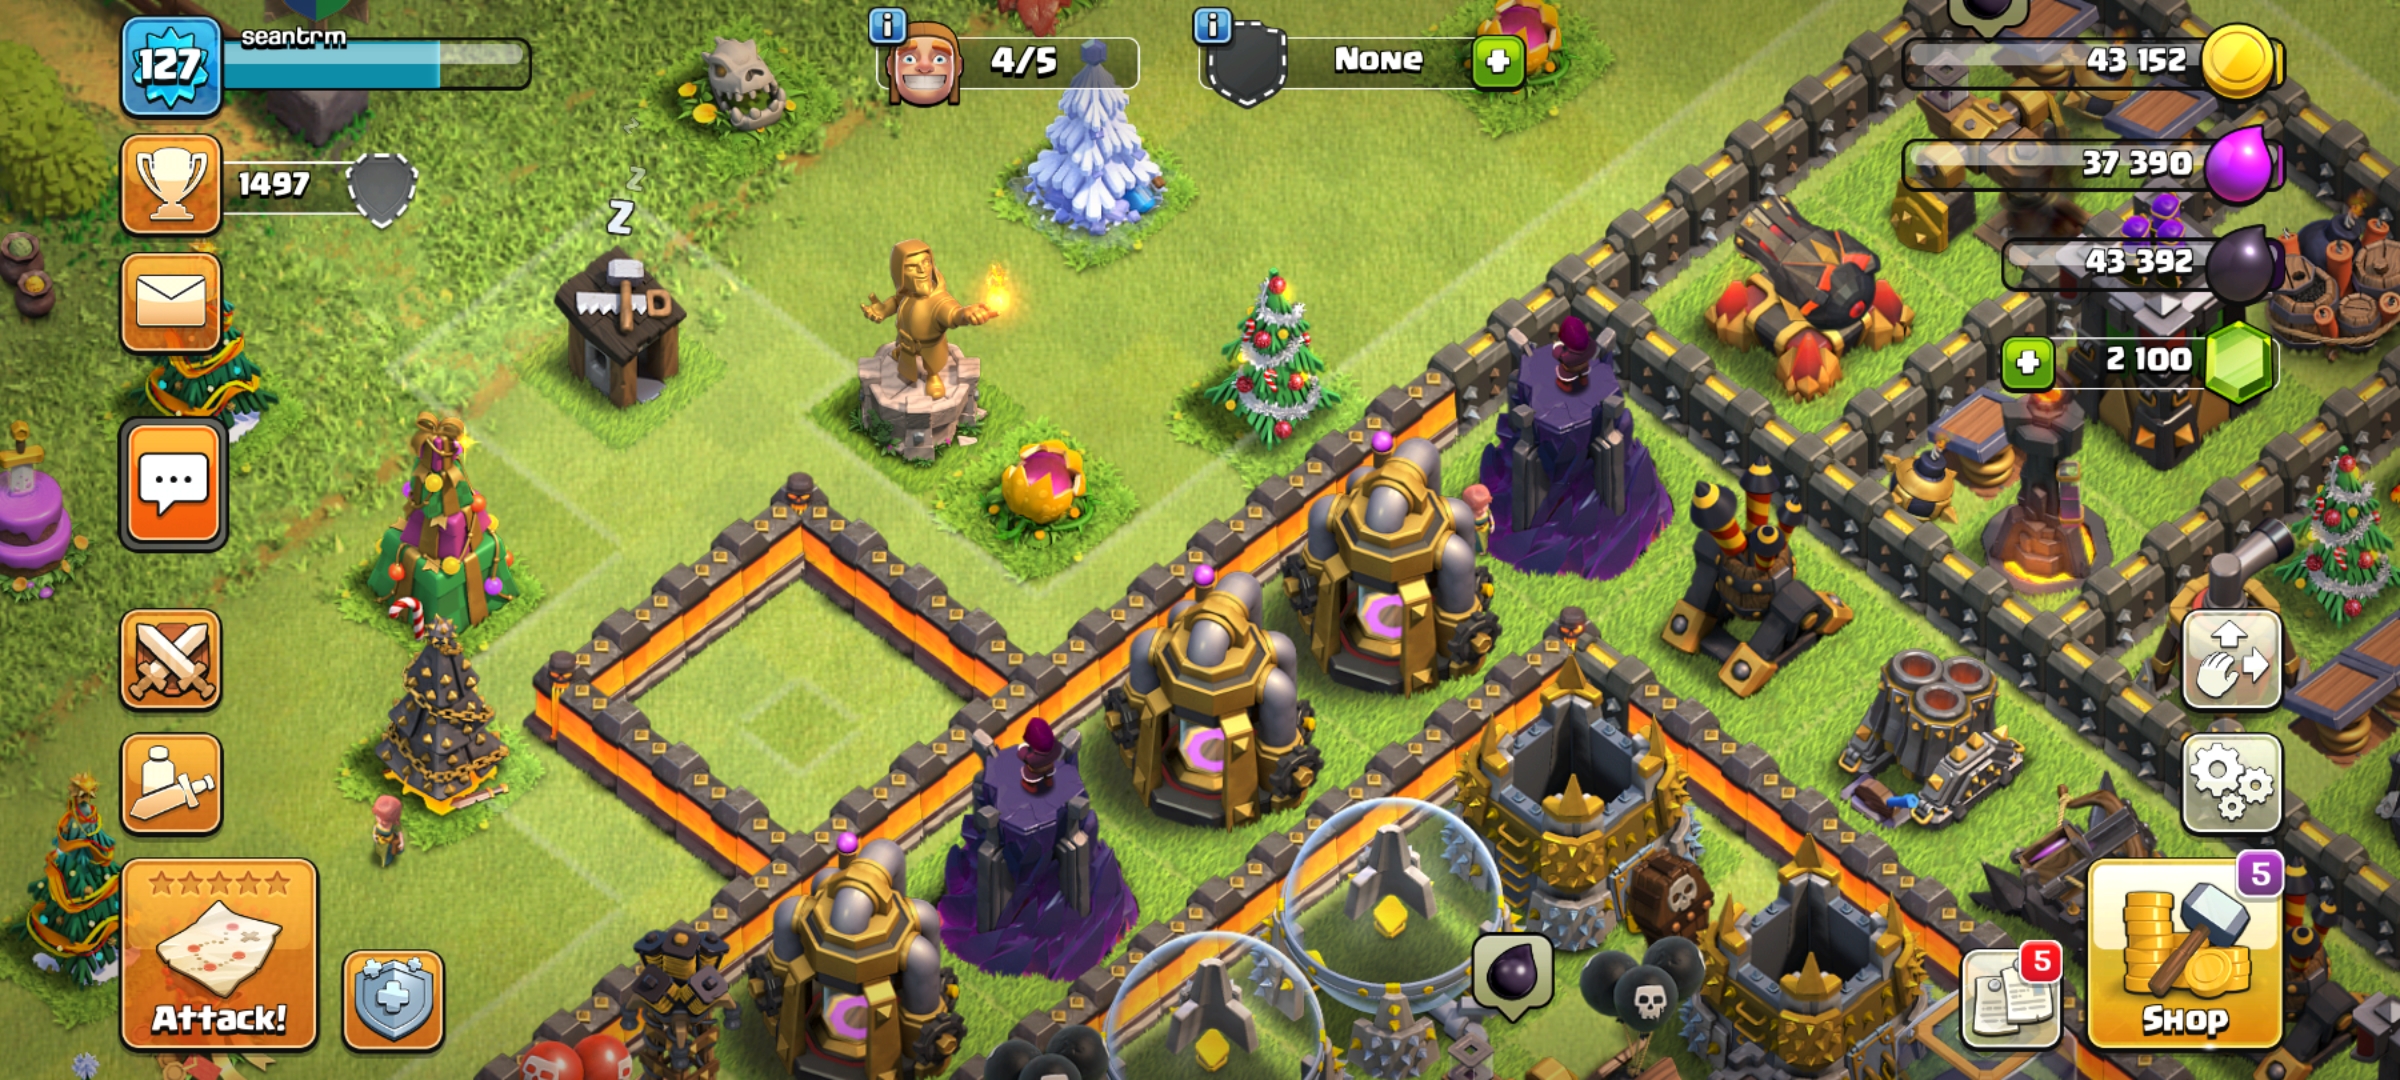 127
seantrm
4/5
None
43 152
1497
37 390
43 392
2 100
z
z
Z
5
5
Attack!
Shop